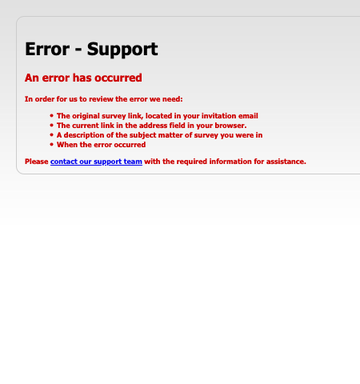 Error - Support
An error has occurred
In order for us to review the error we need:
• The original survey link, located in your invitation email
• The current link in the address field in your browser.
• A description of the subject matter of survey you were in
• When the error occurred
Please contact our support team with the required information for assistance.